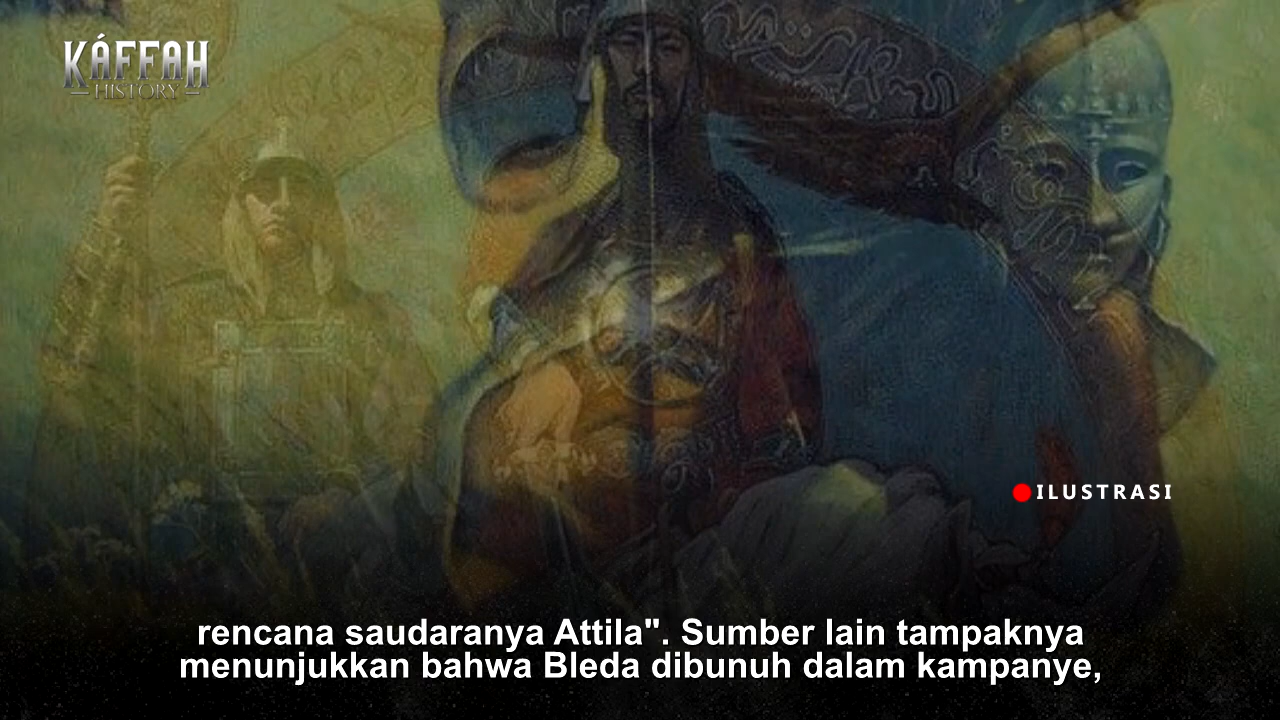 KÁFFAH
HISTORY
ILUSTRASI
rencana saudaranya Attila". Sumber lain tampaknya
menunjukkan bahwa Bleda dibunuh dalam kampanye,